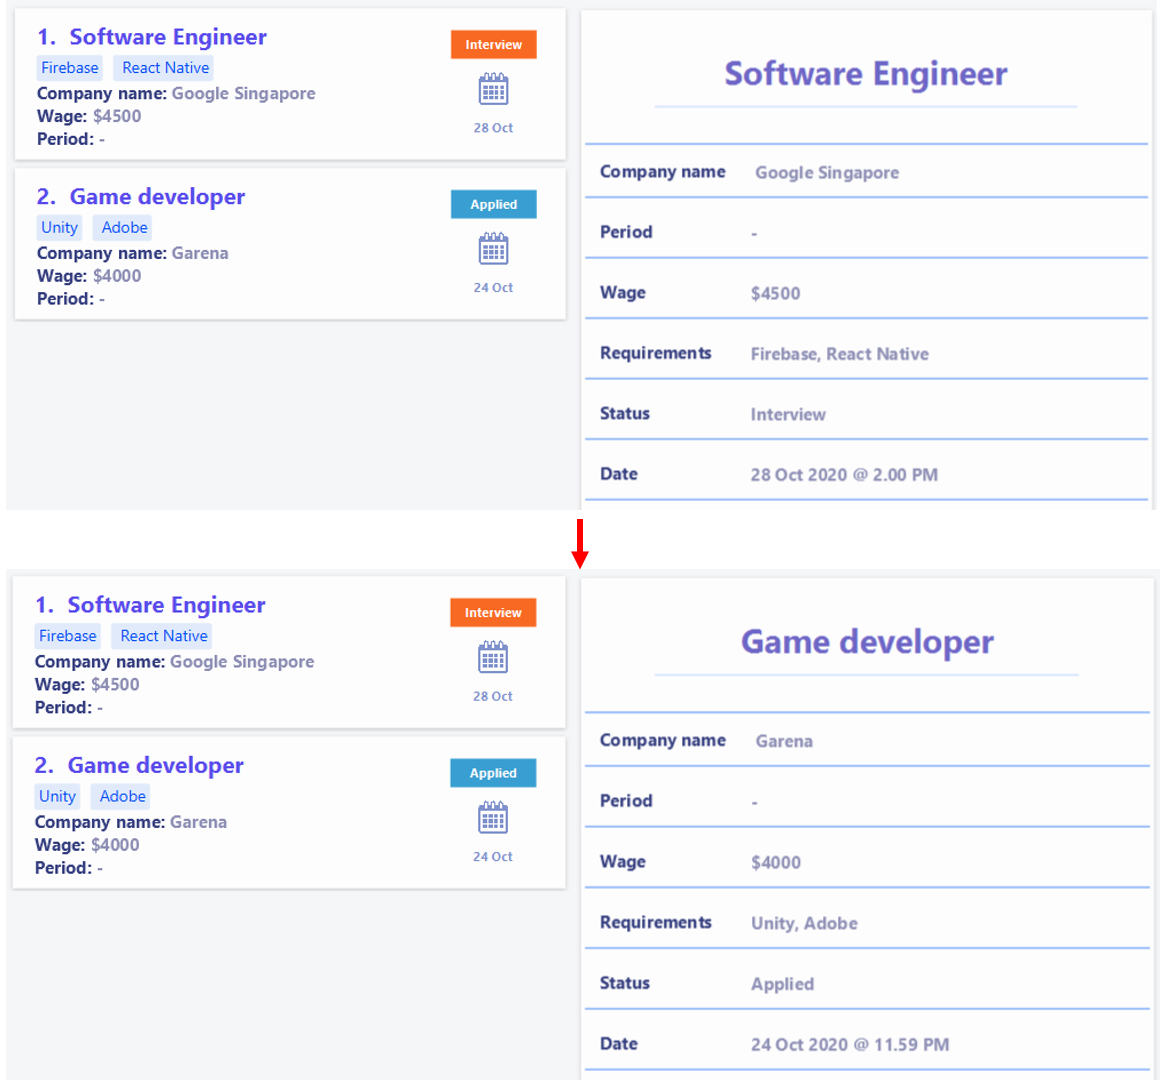 1. Software Engineer
Interview
Firebase React Native
Company name: Google Singapore
Wage: $4500
28 Oct
Period: -
2. Game developer
Applied
Unity Adobe
Company name: Garena
Wage: $4000
24 Oct
Period: -
Software Engineer
Company name Google Singapore
Period -
Wage $4500
Requirements Firebase, React Native
Status Interview
Date 28 Oct 2020 @ 2.00 PM
1. Software Engineer
Interview
Firebase React Native
Company name: Google Singapore
Wage: $4500
28 Oct
Period: -
2. Game developer
Applied
Unity Adobe
Company name: Garena
Wage: $4000
24 Oct
Period: -
Game developer
Company name Garena
Period -
Wage $4000
Requirements Unity, Adobe
Status Applied
Date 24 Oct 2020 @ 11.59 PM